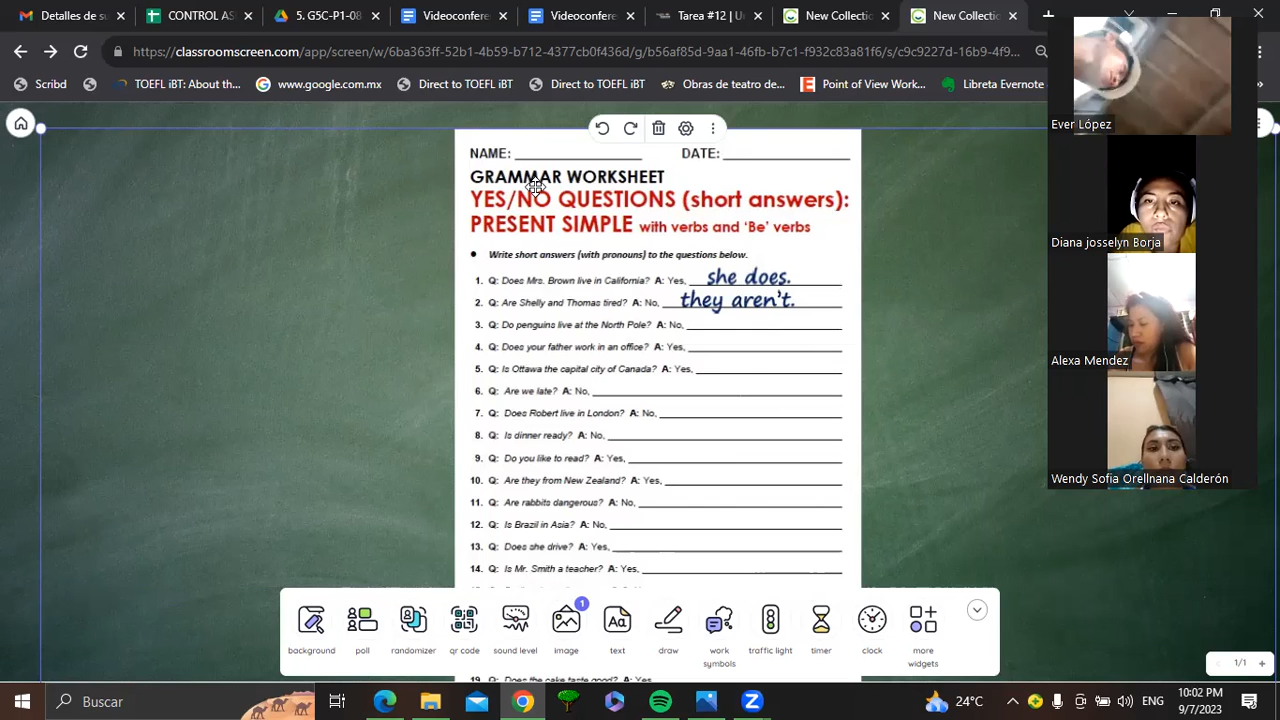 Detalles de gru
CONTROL AS
5. GSC.P1-
Videoconfere
Videoconfere
Tarea #12 | U
New Collectic
New Collectic
https://classroomscreen.com/app/screen/w/6ba363ff-52b1-4b59-b712-4377cb0f436d/g/b56af85d-9aa1-46fb-b7c1-f932c83a81f6/s/c9c9227d-16b9-4f9...
Scribd
TOEFL iBT: About the...
www.google.com
Direct to TOEFL iBT
Direct to TOEFL iBT
Obras de teatro de...
Point of View Work...
Libreta Evernote
NAME: DATE:
GRAMMAR WORKSHEET
YES/NO QUESTIONS (short answers):
PRESENT SIMPLE with verbs and 'Be' verbs
Write short answers (with pronouns) to the questions below.
1. Q: Does Mrs. Brown live in California? A: Yes, she does.
2. Q: Are Shelly and Thomas tired? A: No, they aren't.
3. Q: Do penguins live at the North Pole? A: No,
4. Q: Does your father work in an office? A: Yes,
5. Q: Is Ottawa the capital city of Canada? A: Yes,
6. Q: Are we late? A: No,
7. Q: Does Robert live in London? A: No,
8. Q: Is dinner ready? A: No,
9. Q: Do you like to read? A: Yes,
10. Q: Are they from New Zealand? A: Yes,
11. Q: Are rabbits dangerous? A: No,
12. Q: Is Brazil in Asia? A: No,
13. Q: Does she drive? A: Yes,
14. Q: Is Mr. Smith a teacher? A: Yes,
19. Q: Does the cake taste good? A: Yes
Ever López
Diana josselyn Borja
Alexa Mendez
Wendy Sofia Orellnana Calderón
1
background
poll
randomizer
qr code
sound level
image
text
draw
work symbols
traffic light
timer
clock
more widgets
1/1
Buscar
24°C
ENG
10:02 PM
9/7/2023